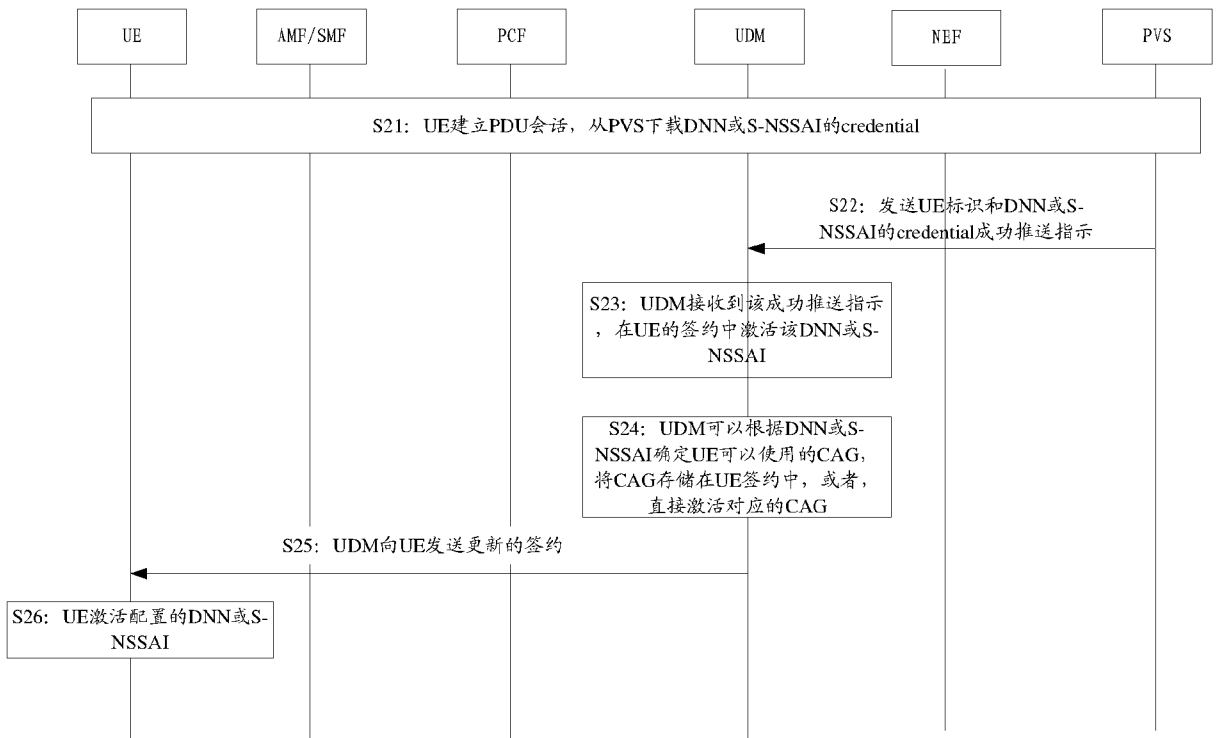 UE
AMF/SMF
PCF
UDM
NEF
PVS
S21：UE建立PDU会话，从PVS下载DNN或S-NSSAI的credential
S22：发送UE标识和DNN或S-
NSSAI的credential成功推送指示
S23：UDM接收到该成功推送指示
，在UE的签约中激活该DNN或S-
NSSAI
S24：UDM可以根据DNN或S-
NSSAI确定UE可以使用的CAG，
将CAG存储在UE签约中，或者，
直接激活对应的CAG
S25：UDM向UE发送更新的签约
S26：UE激活配置的DNN或S-
NSSAI